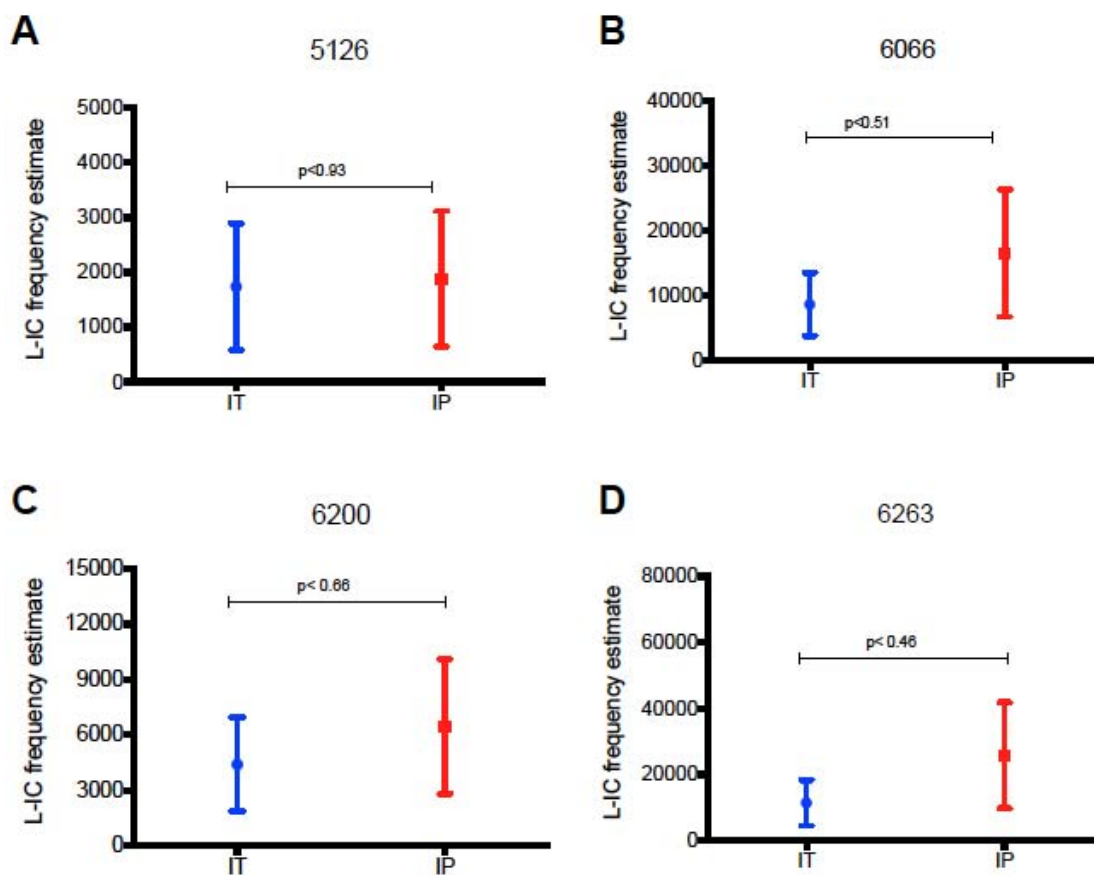 A
5126
L-IC frequency estimate
5000
4000
3000
2000
1000
0
p<0.93
IT
IP
B
6066
L-IC frequency estimate
40000
30000
20000
10000
0
p<0.51
IT
IP
C
6200
L-IC frequency estimate
15000
12000
9000
6000
3000
0
p< 0.66
IT
IP
D
6263
L-IC frequency estimate
80000
60000
40000
20000
0
p< 0.46
IT
IP